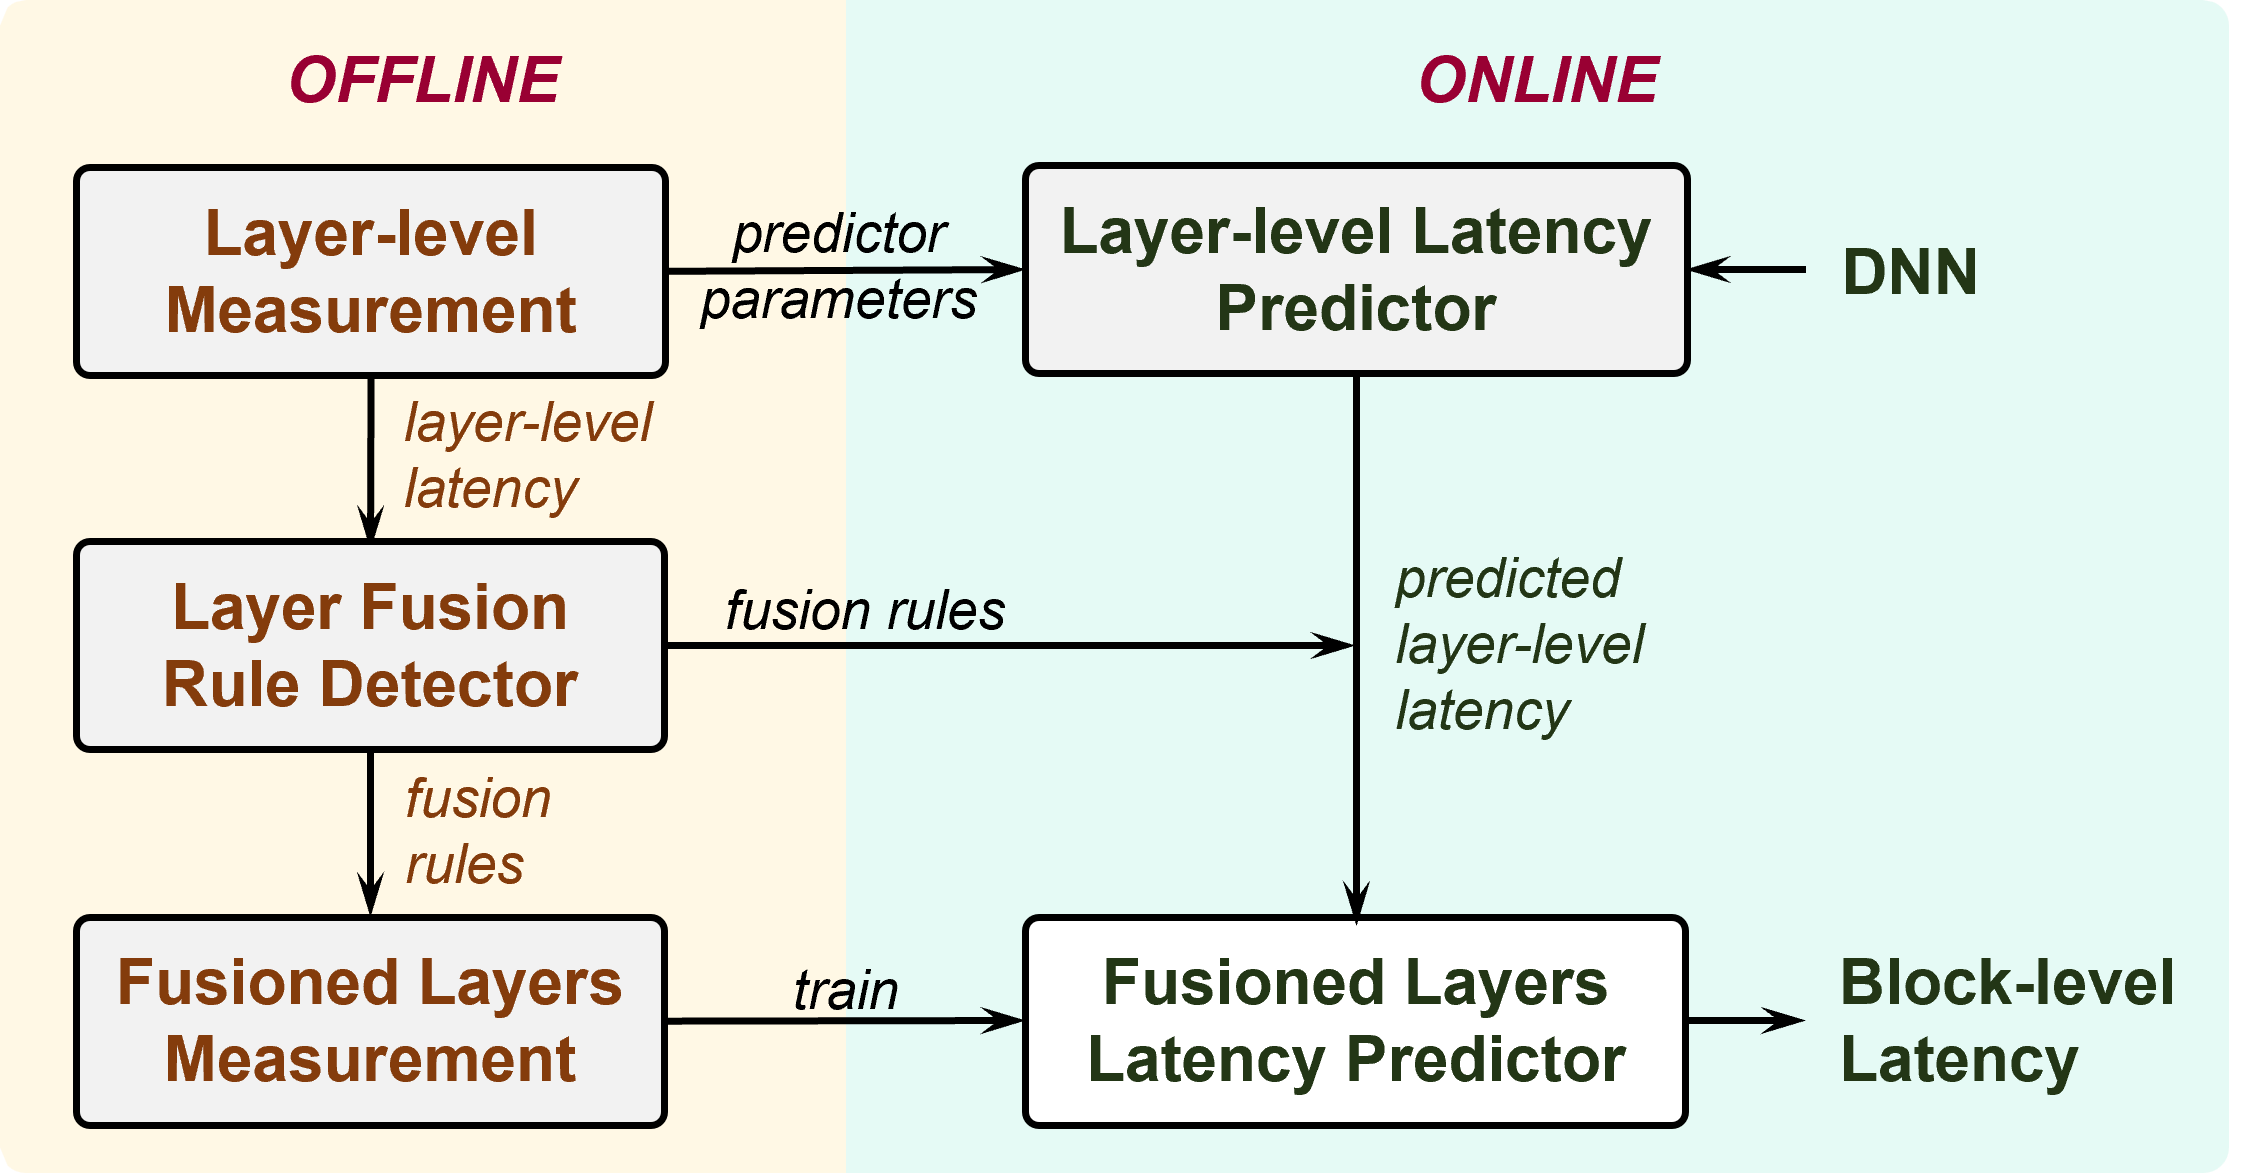 OFFLINE
ONLINE
Layer-level
Measurement
predictor
parameters
Layer-level Latency
Predictor
DNN
layer-level
latency
Layer Fusion
Rule Detector
fusion rules
predicted
layer-level
latency
fusion
rules
Fusioned Layers
Measurement
train
Fusioned Layers
Latency Predictor
Block-level
Latency